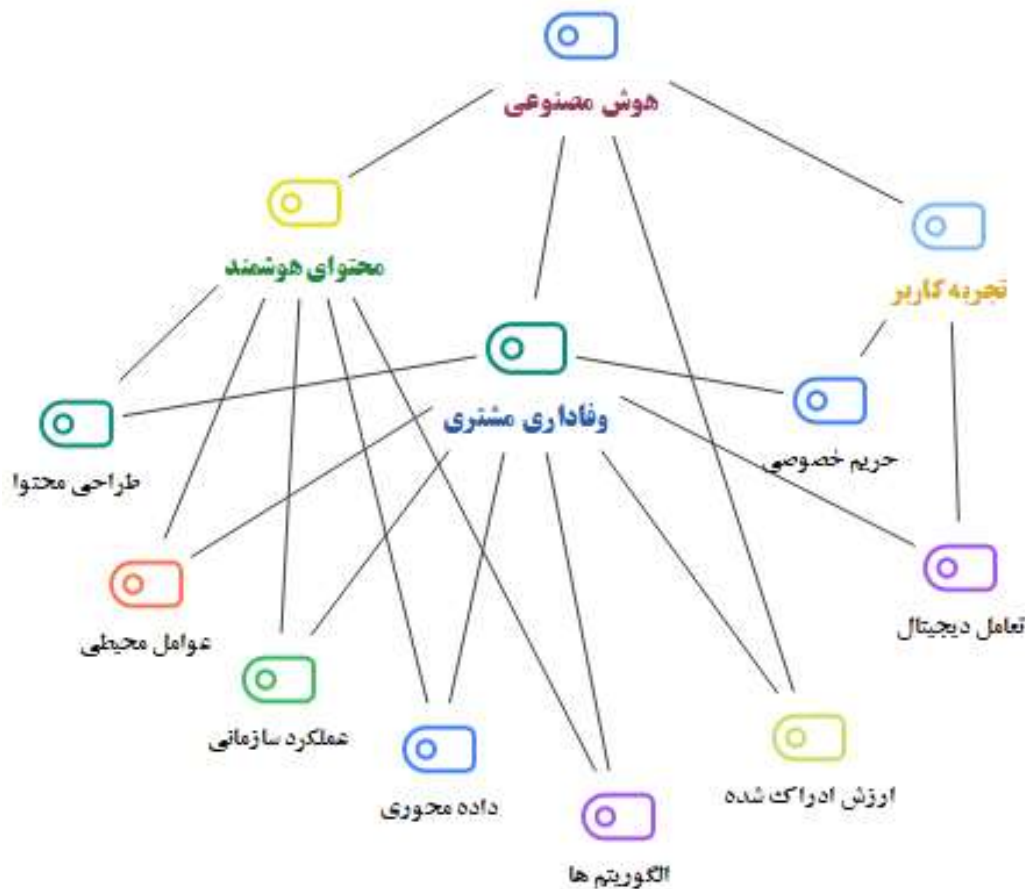 هوش مصنوعی
محتوای هوشمند
تجربه کاربر
وفاداری مشتری
حریم خصوصی
طراحی محتوا
تعامل دیجیتال
عوامل محیطی
عملکرد سازمانی
داده محوری
ارزش ادراک شده
الگوریتم ها